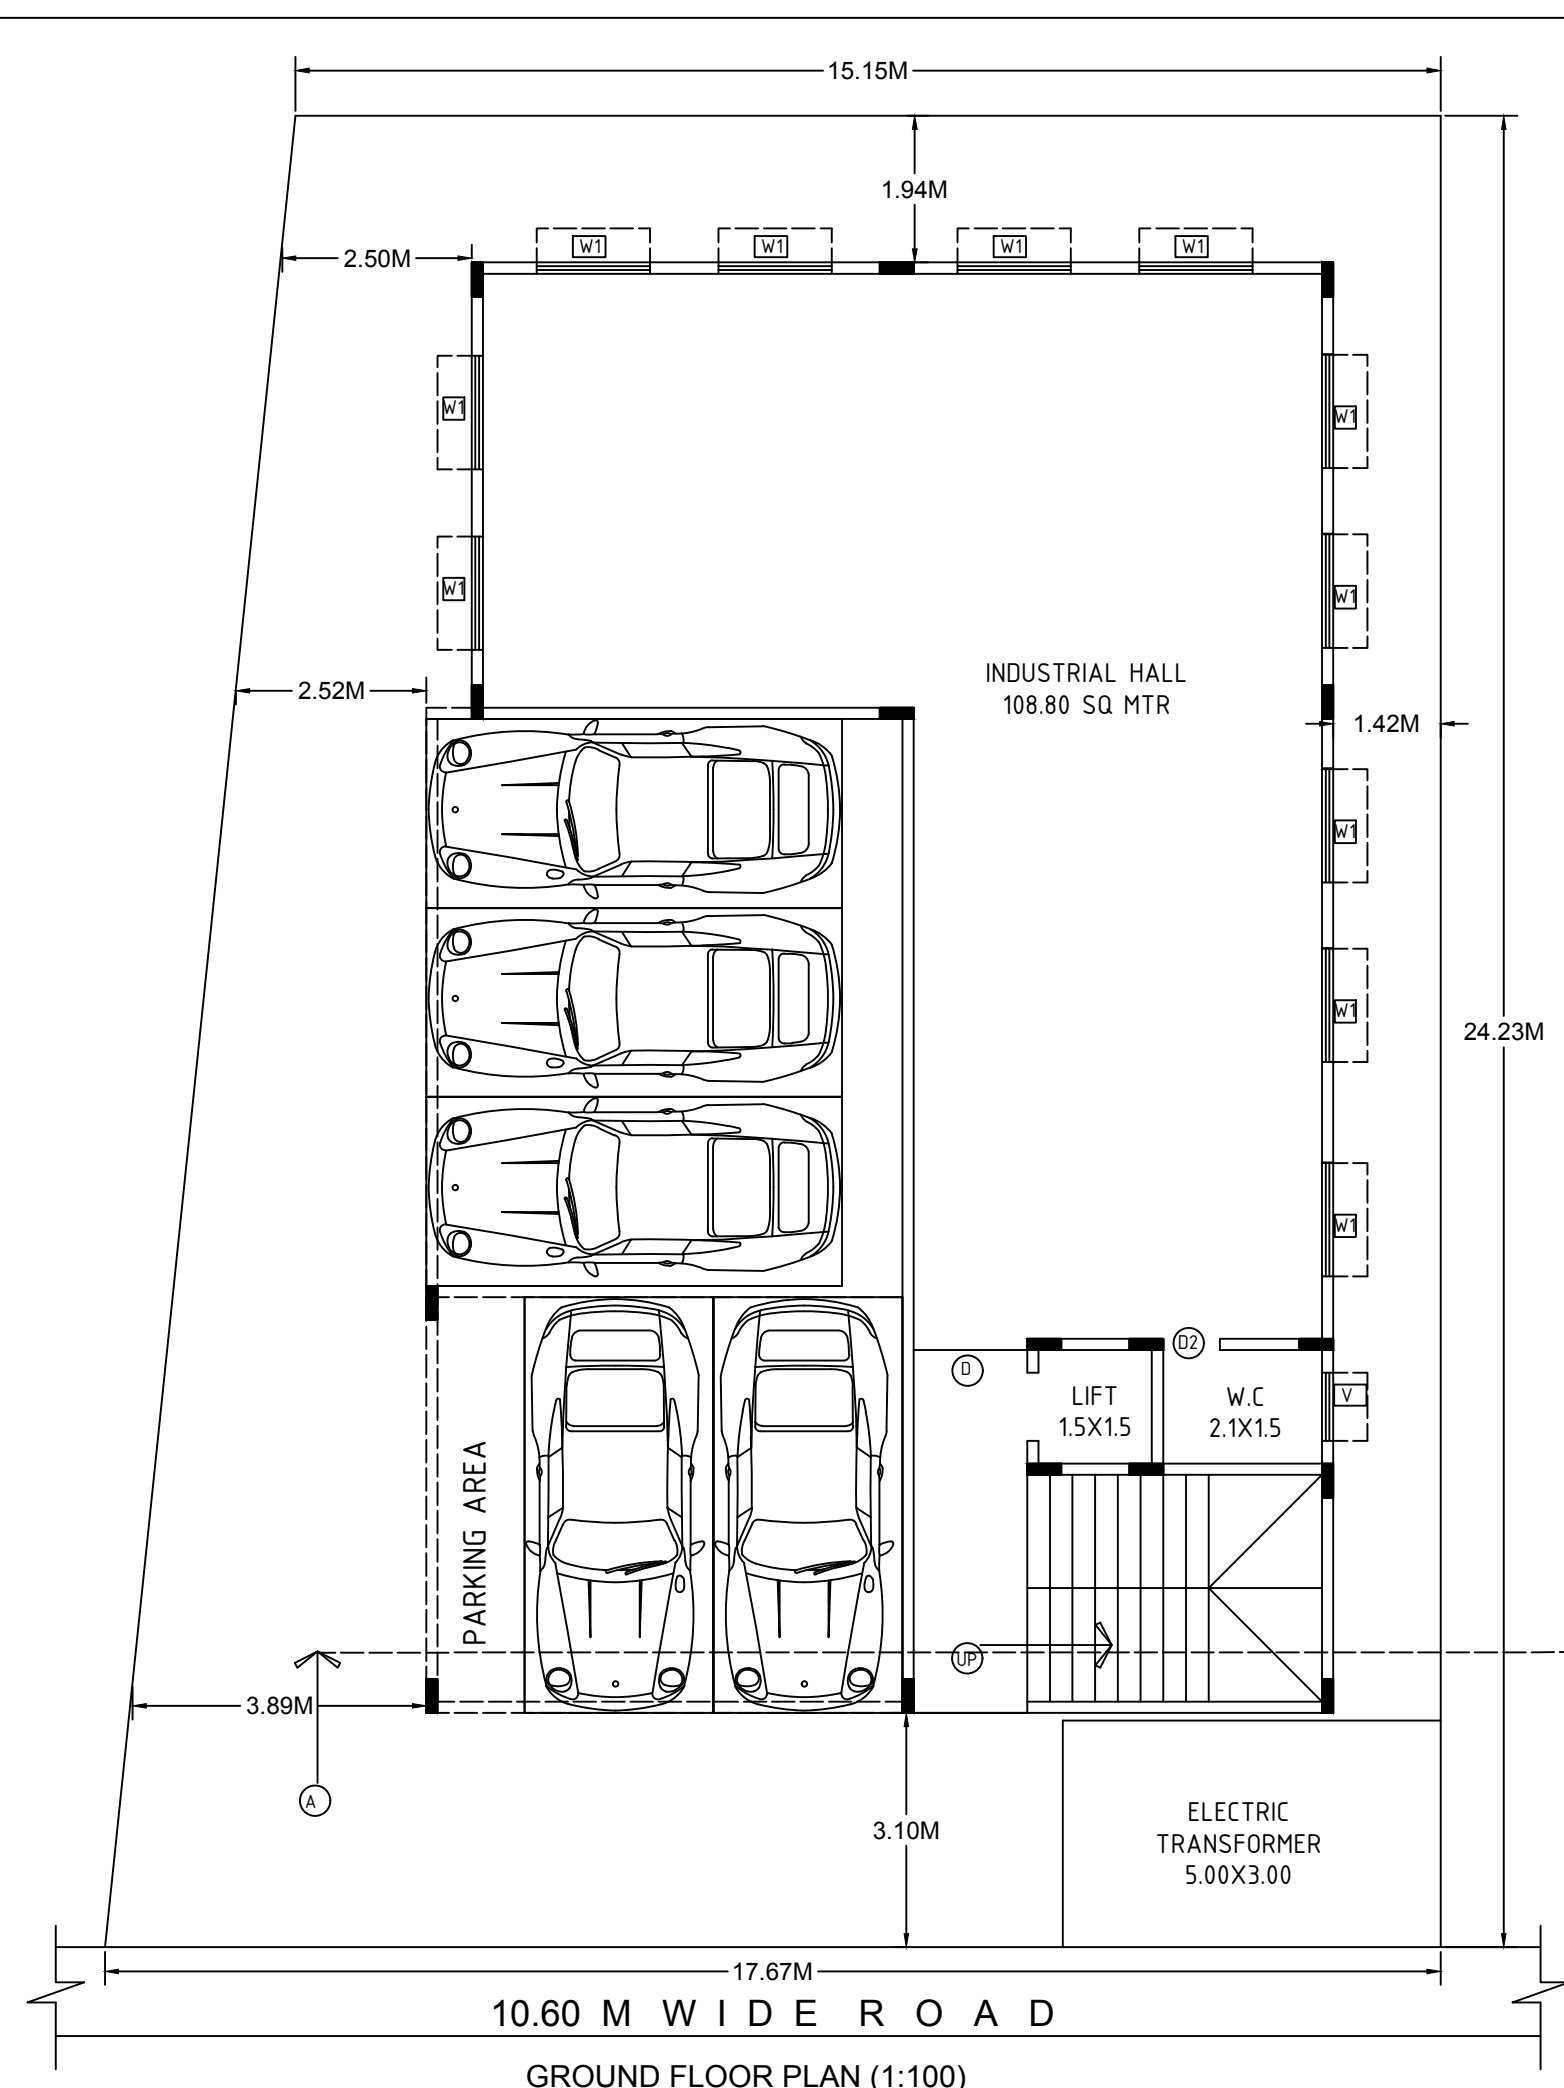 15.15M
1.94M
W1 W1 W1 W1
2.50M
W1
W1
W1
W1
INDUSTRIAL HALL
108.80 SQ MTR
2.52M
1.42M
W1
W1
24.23M
W1
D2
D
LIFT
1.5X1.5
W.C
2.1X1.5
V
PARKING AREA
UP
3.89M
A
3.10M
ELECTRIC
TRANSFORMER
5.00X3.00
17.67M
10.60 M W I D E R O A D
GROUND FLOOR PLAN (1:100)